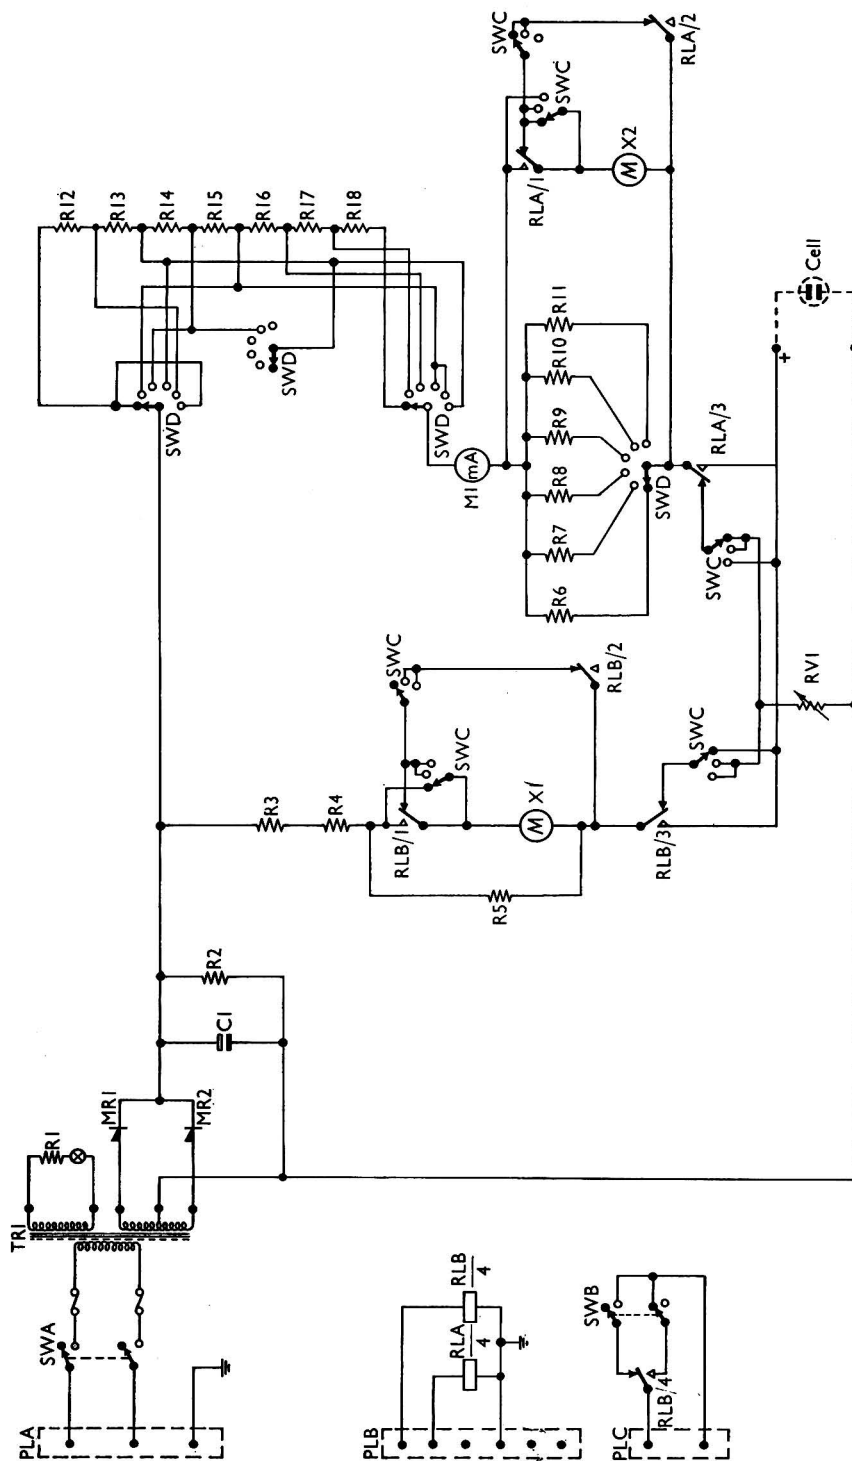 PLA
SWA
TR1
R1
MR1
MR2
C1
R2
R3
R4
R5
RLB/1
SWC
SWC
M
X1
RLB/2
RLB/3
SWC
RV1
R12
R13
R14
R15
R16
R17
R18
SWD
SWD
SWD
M1
mA
R6
R7
R8
R9
R10
R11
SWD
RLA/1
SWC
SWC
M
X2
RLA/2
RLA/3
SWC
+
Cell
PLB
RLA
4
RLB
4
PLC
RLB/4
SWB